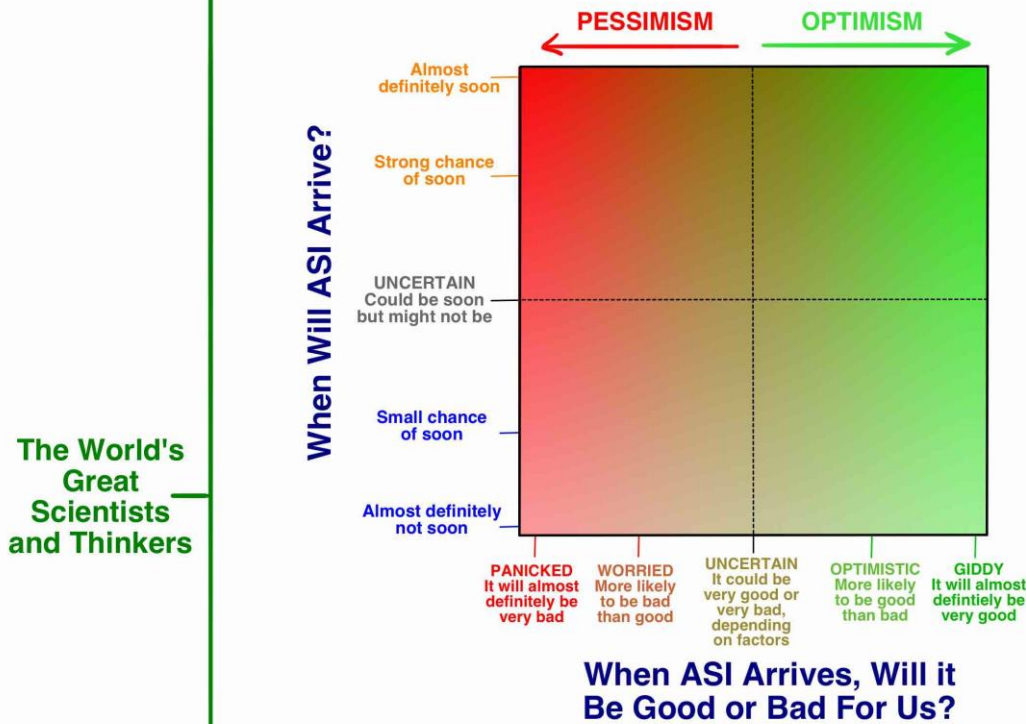 PESSIMISM
OPTIMISM
When Will ASI Arrive?
Almost
definitely soon
Strong chance
of soon
UNCERTAIN
Could be soon
but might not be
Small chance
of soon
Almost definitely
not soon
The World's
Great
Scientists
and Thinkers
PANICKED
It will almost
definitely be
very bad
WORRIED
More likely
to be bad
than good
UNCERTAIN
It could be
very good or
very bad,
depending
on factors
OPTIMISTIC
More likely
to be good
than bad
GIDDY
It will almost
defintiely be
very good
When ASI Arrives, Will it
Be Good or Bad For Us?